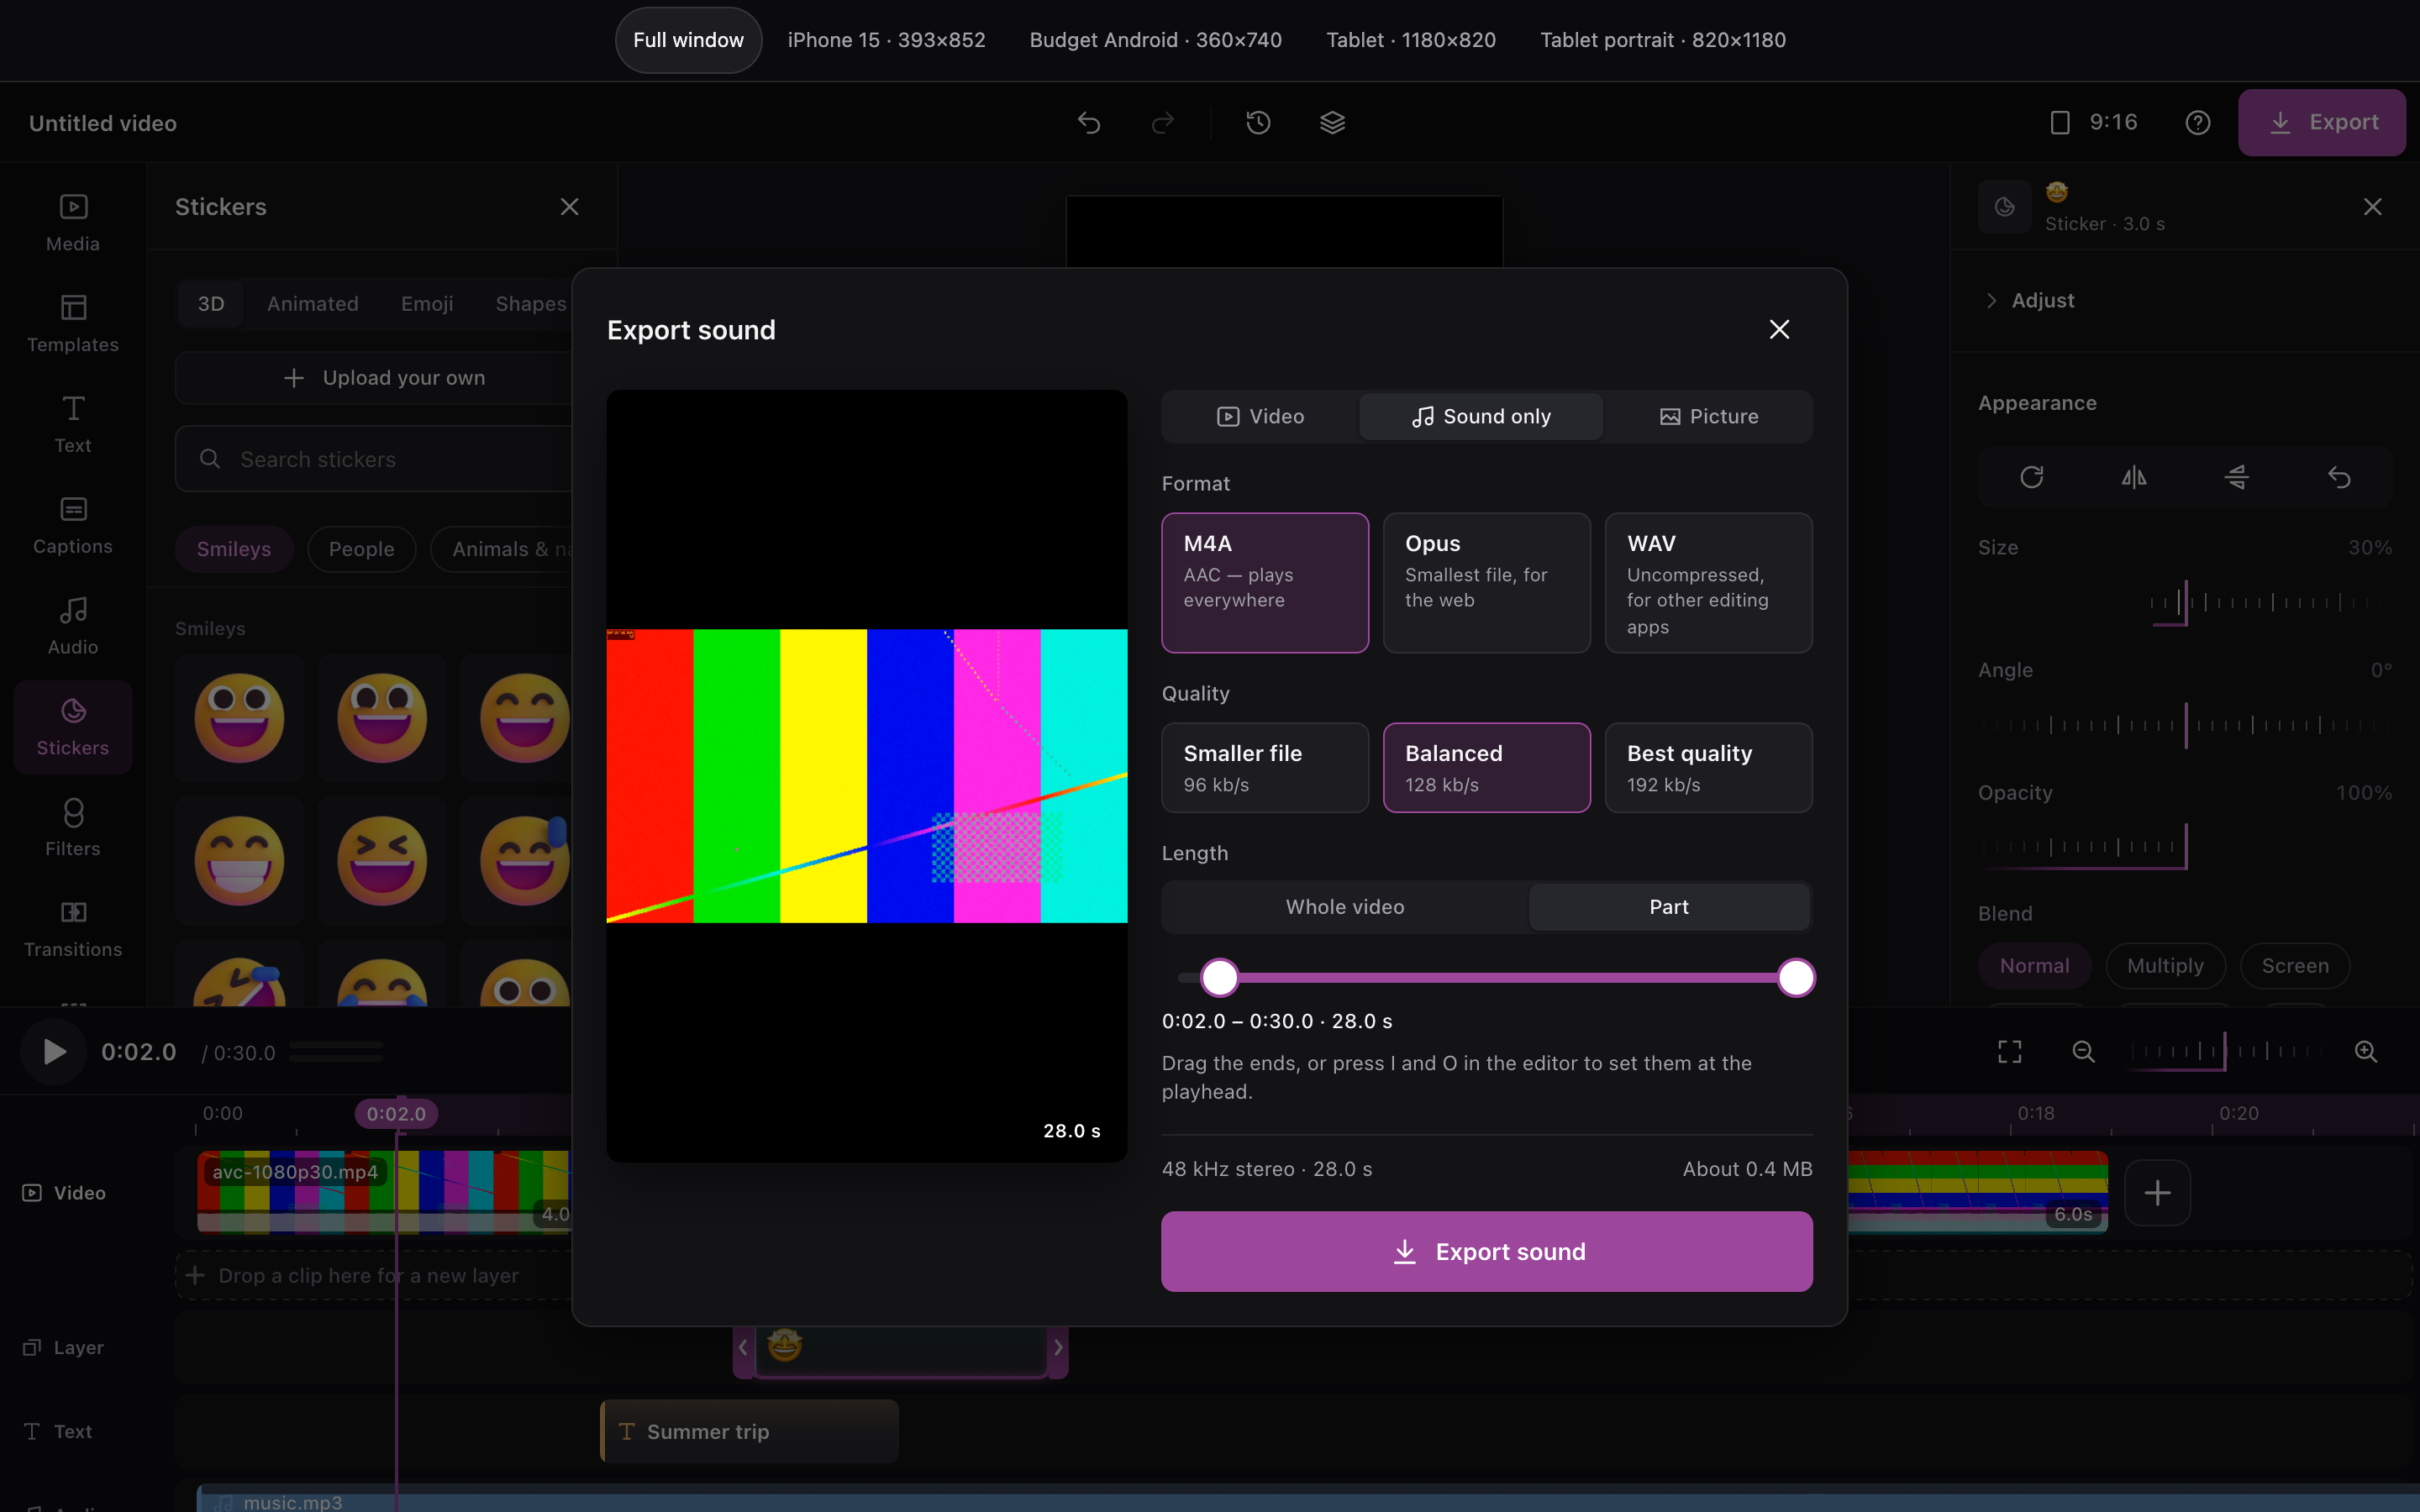 Full window
iPhone 15 · 393×852
Budget Android · 360×740
Tablet · 1180×820
Tablet portrait · 820×1180
Untitled video
9:16
Export
Media
Templates
Text
Captions
Audio
Stickers
Filters
Transitions
Stickers
3D
Animated
Emoji
Shapes
Upload your own
Search stickers
Smileys
People
Animals &
Smileys
Export sound
Video
Sound only
Picture
Format
M4A
AAC — plays
everywhere
Opus
Smallest file, for
the web
WAV
Uncompressed,
for other editing
apps
Quality
Smaller file
96 kb/s
Balanced
128 kb/s
Best quality
192 kb/s
Length
Whole video
Part
0:02.0 – 0:30.0 · 28.0 s
Drag the ends, or press I and O in the editor to set them at the
playhead.
28.0 s
48 kHz stereo · 28.0 s
About 0.4 MB
Export sound
Sticker · 3.0 s
Adjust
Appearance
Size
30%
Angle
0°
Opacity
100%
Blend
Normal
Multiply
Screen
0:02.0
/ 0:30.0
0:00
0:02.0
0:18
0:20
Video
avc-1080p30.mp4
4.0
6.0s
Drop a clip here for a new layer
Layer
Text
Summer trip
music.mp3